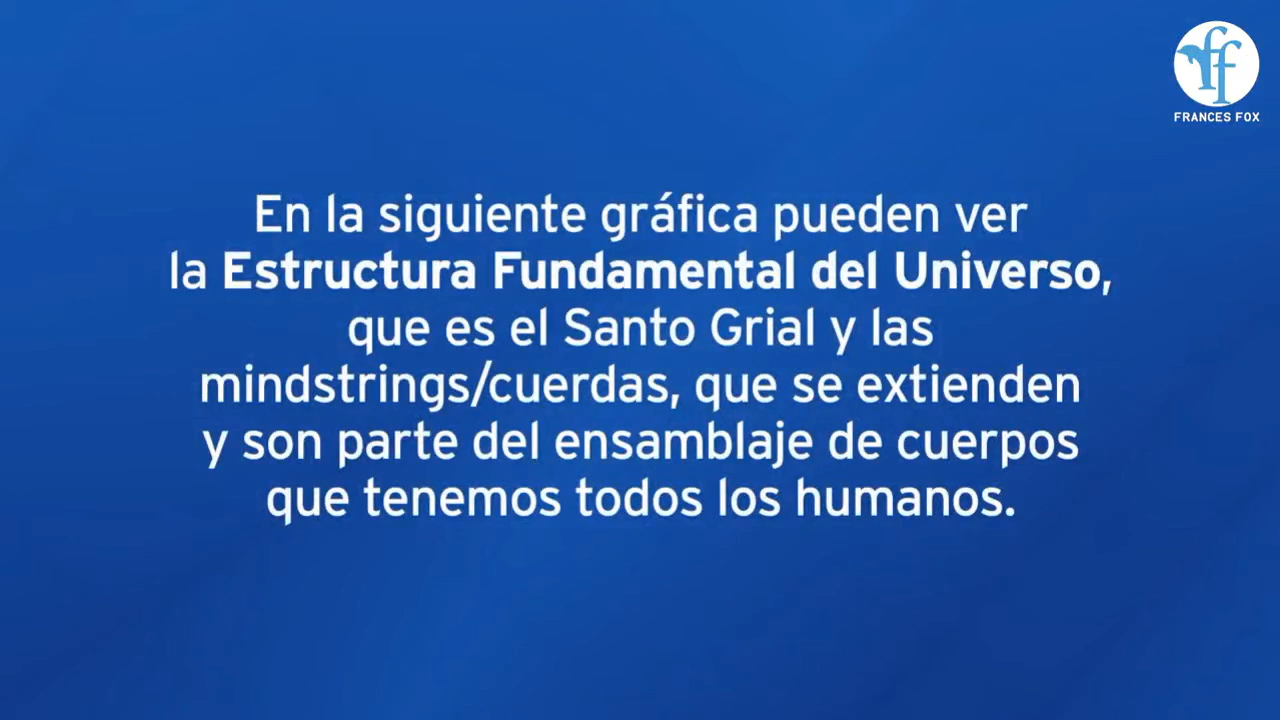 ff
FRANCES FOX
En la siguiente gráfica pueden ver
la Estructura Fundamental del Universo,
que es el Santo Grial y las
mindstrings/cuerdas, que se extienden
y son parte del ensamblaje de cuerpos
que tenemos todos los humanos.